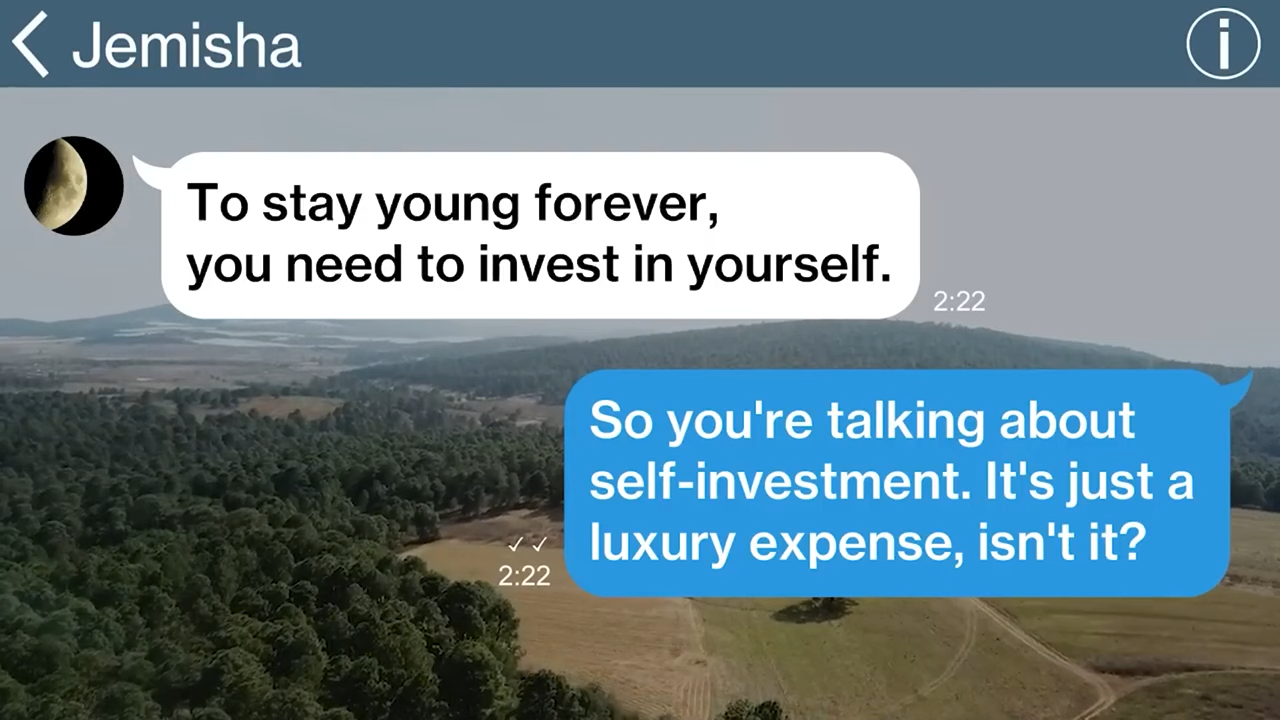 Jemisha
To stay young forever,
you need to invest in yourself.
2:22
So you're talking about
self-investment. It's just a
luxury expense, isn't it?
2:22